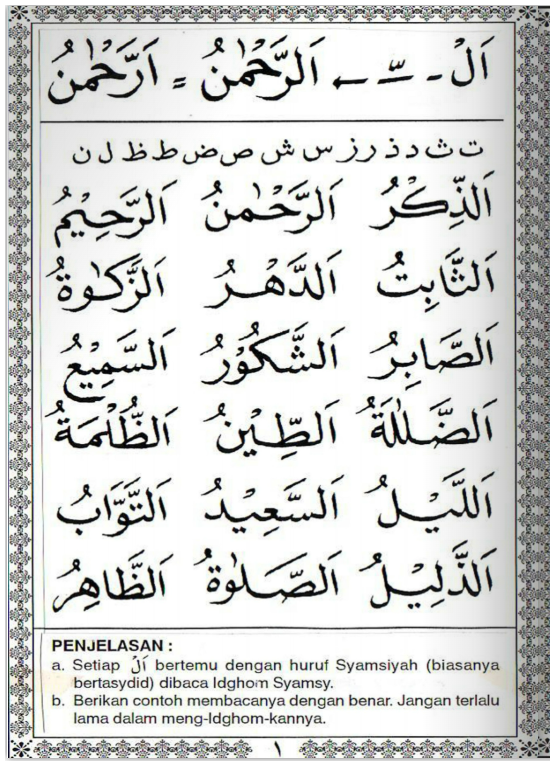 اَلْ - ـّـ ← اَلرَّحْمٰنُ = اَرَّحْمٰنُ
ت ث د ذ ر ز س ش ص ض ط ظ ل ن
اَلذِّكْرُ اَلرَّحْمٰنُ اَلرَّحِيْمُ
اَلثَّابِتُ اَلدَّهْرُ اَلزَّكٰوةُ
اَلصَّابِرُ اَلشَّكُوْرُ اَلسَّمِيْعُ
اَلضَّلٰلَةُ اَلطِّيْنُ اَلظُّلْمَةُ
اَللَّيْلُ اَلسَّعِيْدُ اَلتَّوَّابُ
اَلذَّلِيْلُ اَلصَّلٰوةُ اَلظَّاهِرُ
PENJELASAN :
a. Setiap اَلْ bertemu dengan huruf Syamsiyah (biasanya
bertasydid) dibaca Idghom Syamsy.
b. Berikan contoh membacanya dengan benar. Jangan terlalu
lama dalam meng-Idghom-kannya.
١